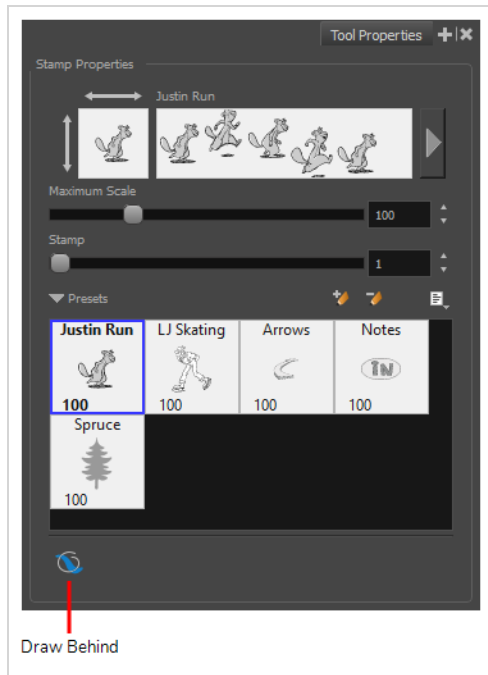 Tool Properties
Stamp Properties
Justin Run
Maximum Scale
100
Stamp
1
Presets
Justin Run LJ Skating Arrows Notes
IN
100 100 100 100
Spruce
100
Draw Behind